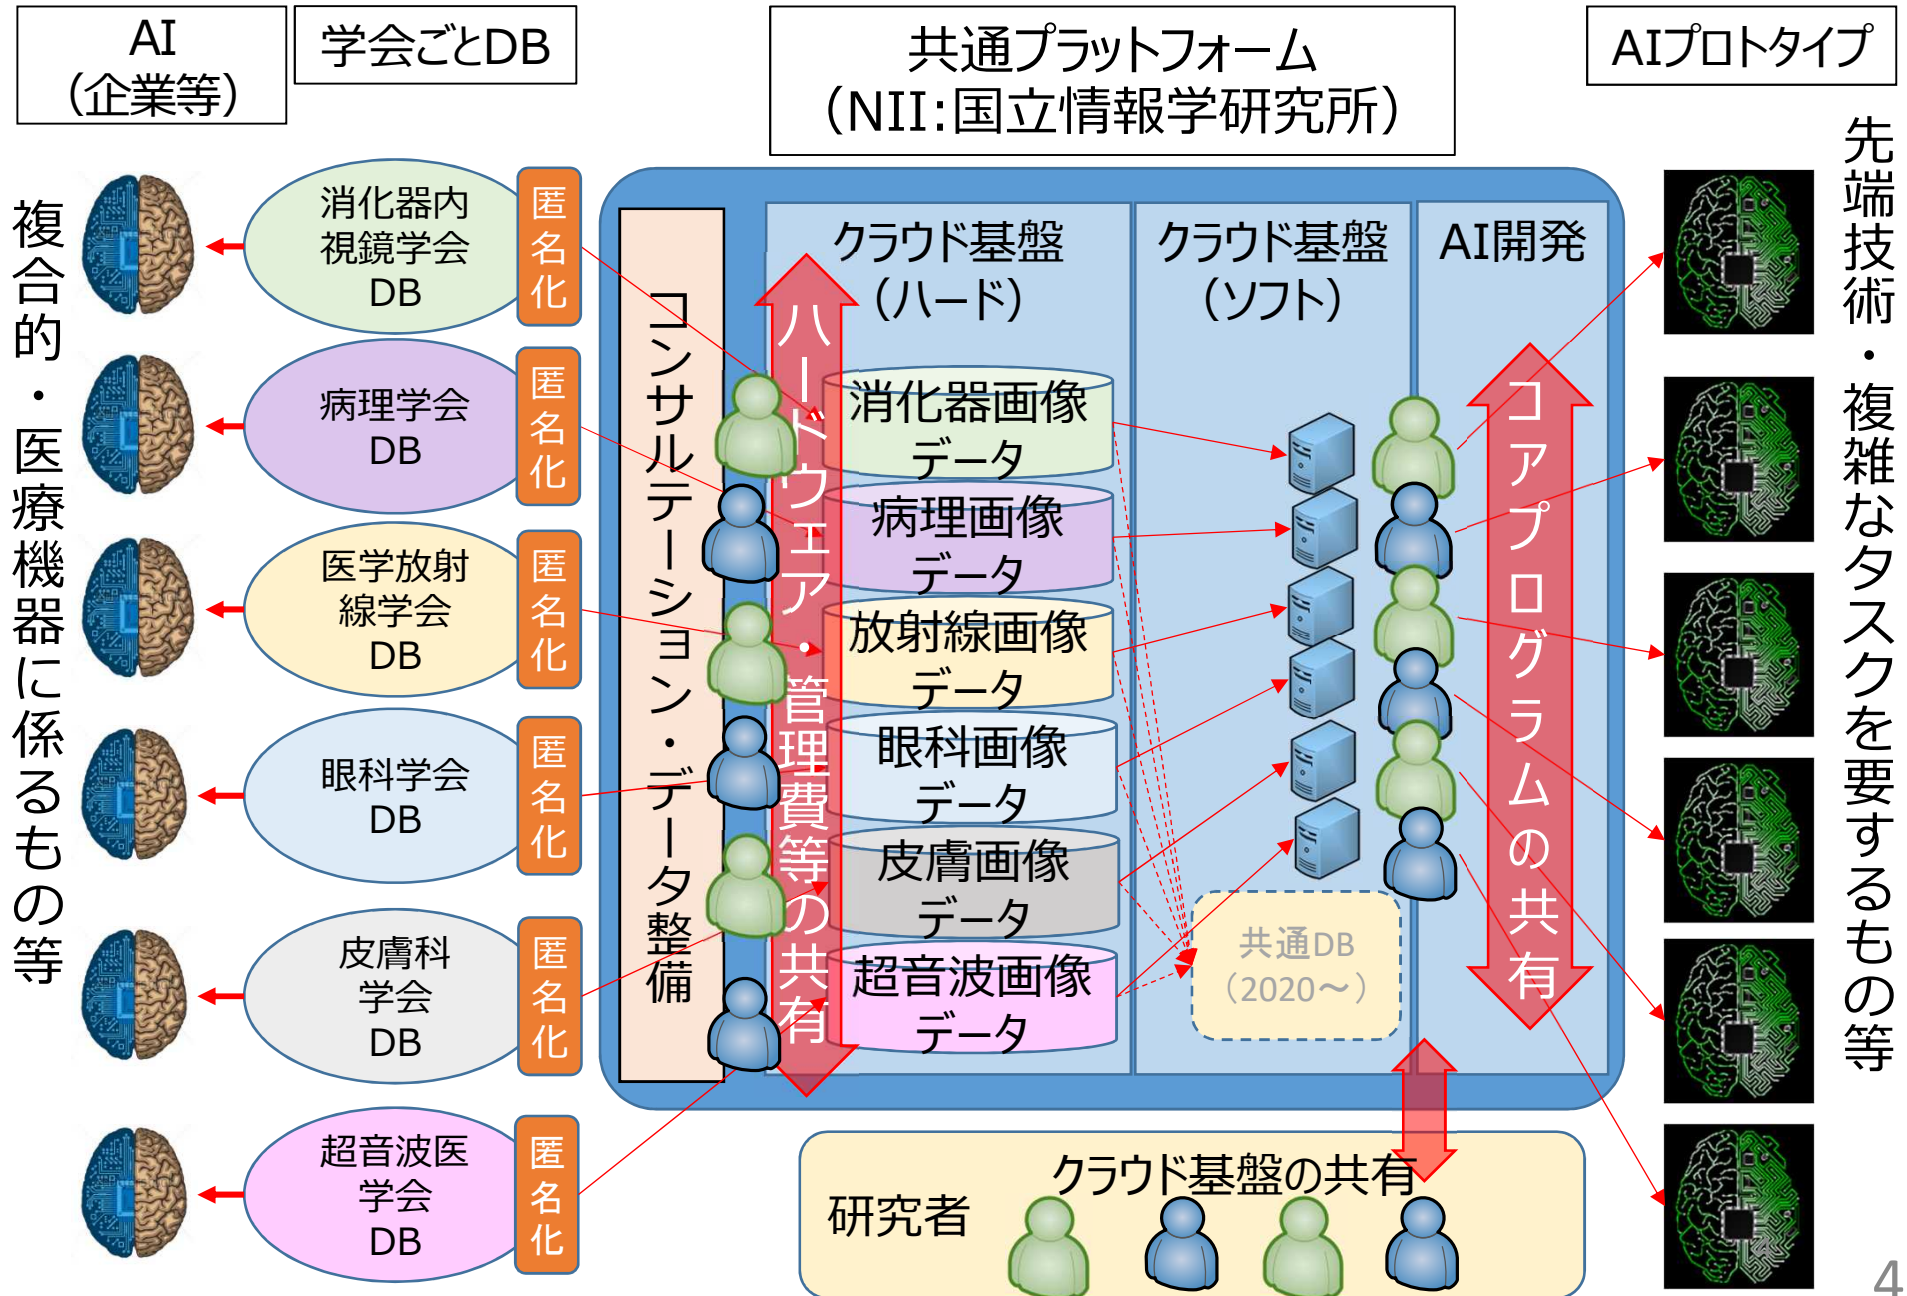 AI
（企業等）
学会ごとDB
共通プラットフォーム
（NII:国立情報学研究所）
AIプロトタイプ
複合的・医療機器に係るもの等
消化器内
視鏡学会
DB
匿名化
病理学会
DB
匿名化
医学放射
線学会
DB
匿名化
眼科学会
DB
匿名化
皮膚科
学会
DB
匿名化
超音波医
学会
DB
匿名化
コンサルテーション・データ整備
ハードウェア・管理費等の共有
クラウド基盤
（ハード）
消化器画像
データ
病理画像
データ
放射線画像
データ
眼科画像
データ
皮膚画像
データ
超音波画像
データ
クラウド基盤
（ソフト）
共通DB
（2020～）
AI開発
コアプログラムの共有
先端技術・複雑なタスクを要するもの等
クラウド基盤の共有
研究者
4